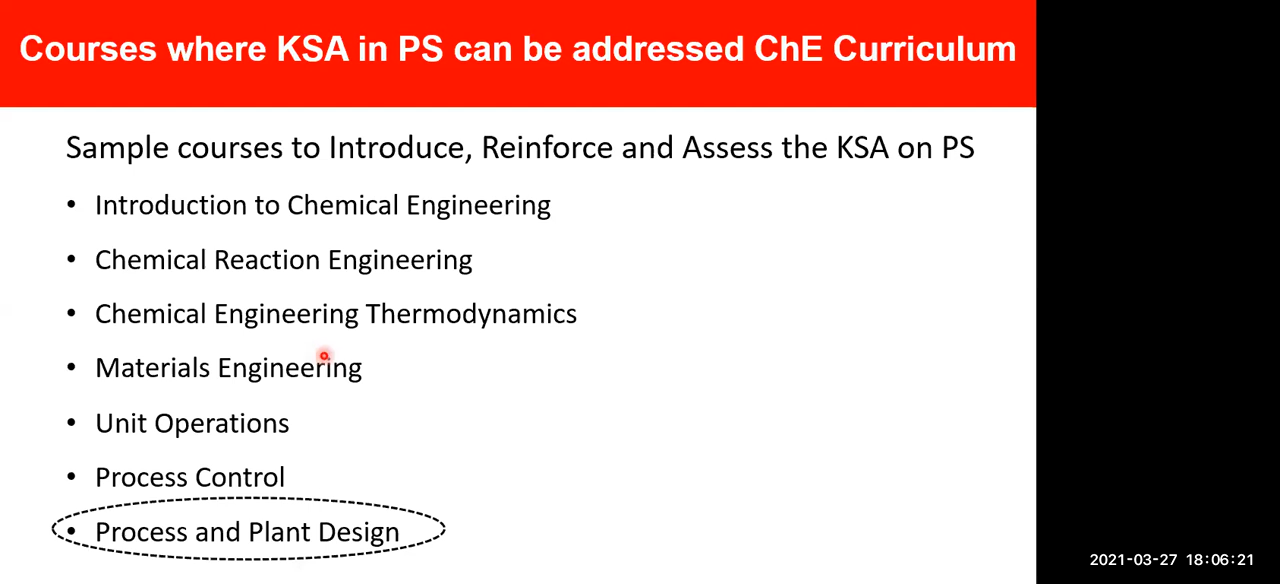 Courses where KSA in PS can be addressed ChE Curriculum
Sample courses to Introduce, Reinforce and Assess the KSA on PS
• Introduction to Chemical Engineering
• Chemical Reaction Engineering
• Chemical Engineering Thermodynamics
• Materials Engineering
• Unit Operations
• Process Control
• Process and Plant Design
2021-03-27 18:06:21